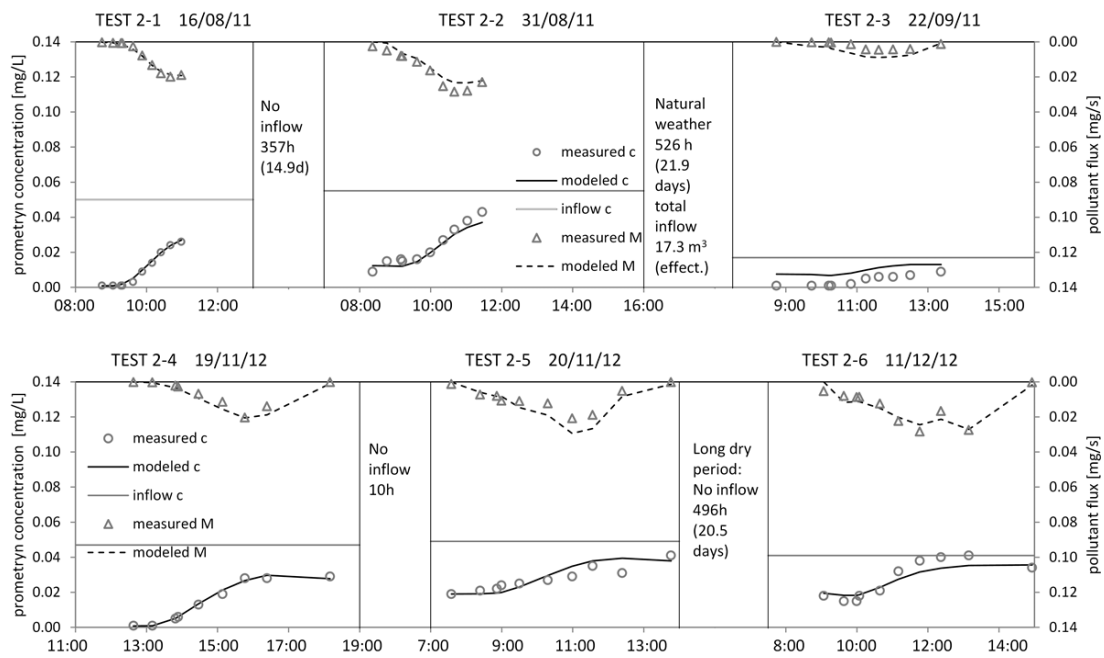 TEST 2-1 16/08/11
TEST 2-2 31/08/11
TEST 2-3 22/09/11
prometryn concentration [mg/L]
0.14
0.12
0.10
0.08
0.06
0.04
0.02
0.00
08:00
10:00
12:00
No
inflow
357h
(14.9d)
08:00
10:00
12:00
14:00
16:00
measured c
modeled c
inflow c
measured M
modeled M
Natural
weather
526 h
(21.9
days)
total
inflow
17.3 m³
(effect.)
9:00
11:00
13:00
15:00
0.00
0.02
0.04
0.06
0.08
0.10
0.12
0.14
pollutant flux [mg/s]
TEST 2-4 19/11/12
TEST 2-5 20/11/12
TEST 2-6 11/12/12
prometryn concentration [mg/L]
0.14
0.12
0.10
0.08
0.06
0.04
0.02
0.00
measured c
modeled c
inflow c
measured M
modeled M
11:00
13:00
15:00
17:00
19:00
No
inflow
10h
7:00
9:00
11:00
13:00
Long dry
period:
No inflow
496h
(20.5
days)
8:00
10:00
12:00
14:00
0.00
0.02
0.04
0.06
0.08
0.10
0.12
0.14
pollutant flux [mg/s]